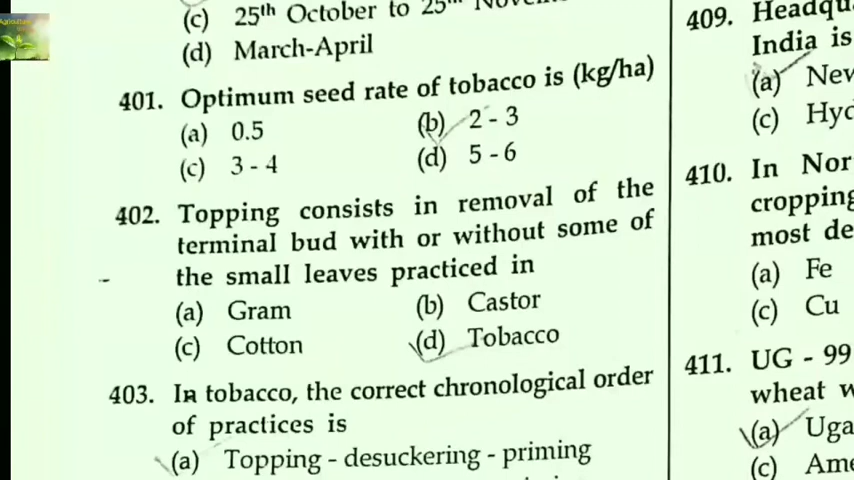 Agriculture
(c) 25th October to 25th
(d) March-April
401. Optimum seed rate of tobacco is (kg/ha)
(a) 0.5
(b) 2 - 3
(c) 3 - 4
(d) 5 - 6
402. Topping consists in removal of the
terminal bud with or without some of
the small leaves practiced in
(a) Gram
(b) Castor
(c) Cotton
(d) Tobacco
403. In tobacco, the correct chronological order
of practices is
(a) Topping - desuckering - priming
409. Headqua
India is
(a) New
(c) Hyd
410. In Nor
cropping
most de
(a) Fe
(c) Cu
411. UG - 99
wheat w
(a) Uga
(c) Ame